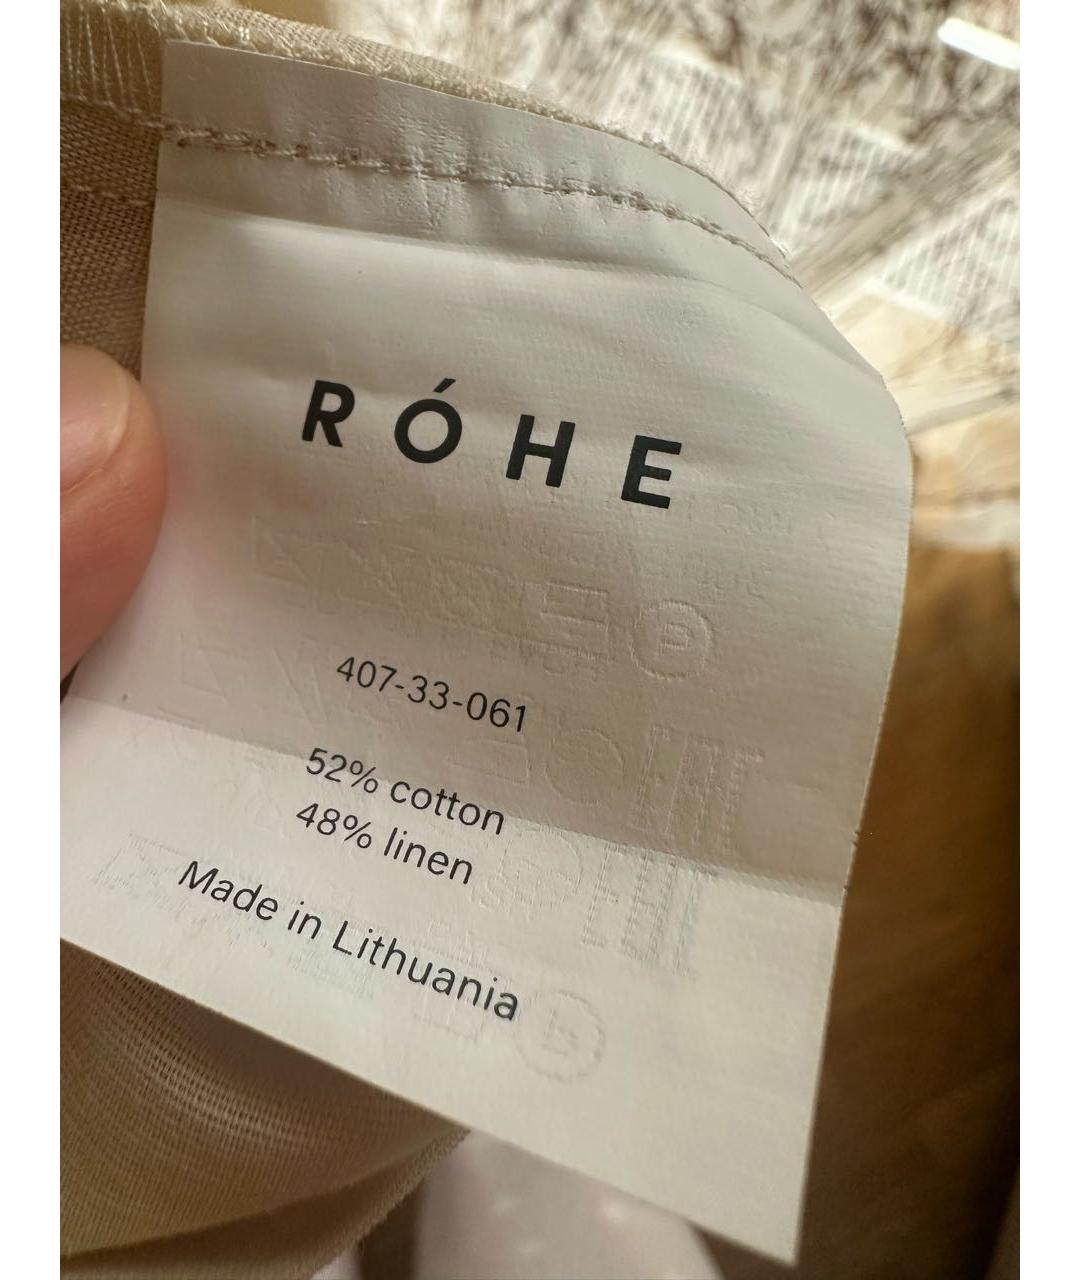 RÓHE
407-33-061
52% cotton
48% linen
Made in Lithuania